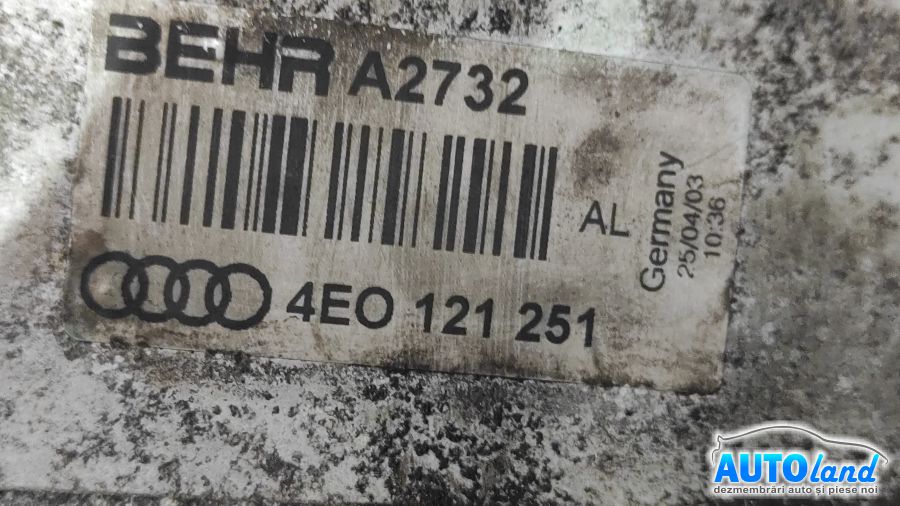 BEHR A2732
AL
Germany
25/04/03
10:36
4EO 121 251
AUTOland
dezmembrări auto și piese noi